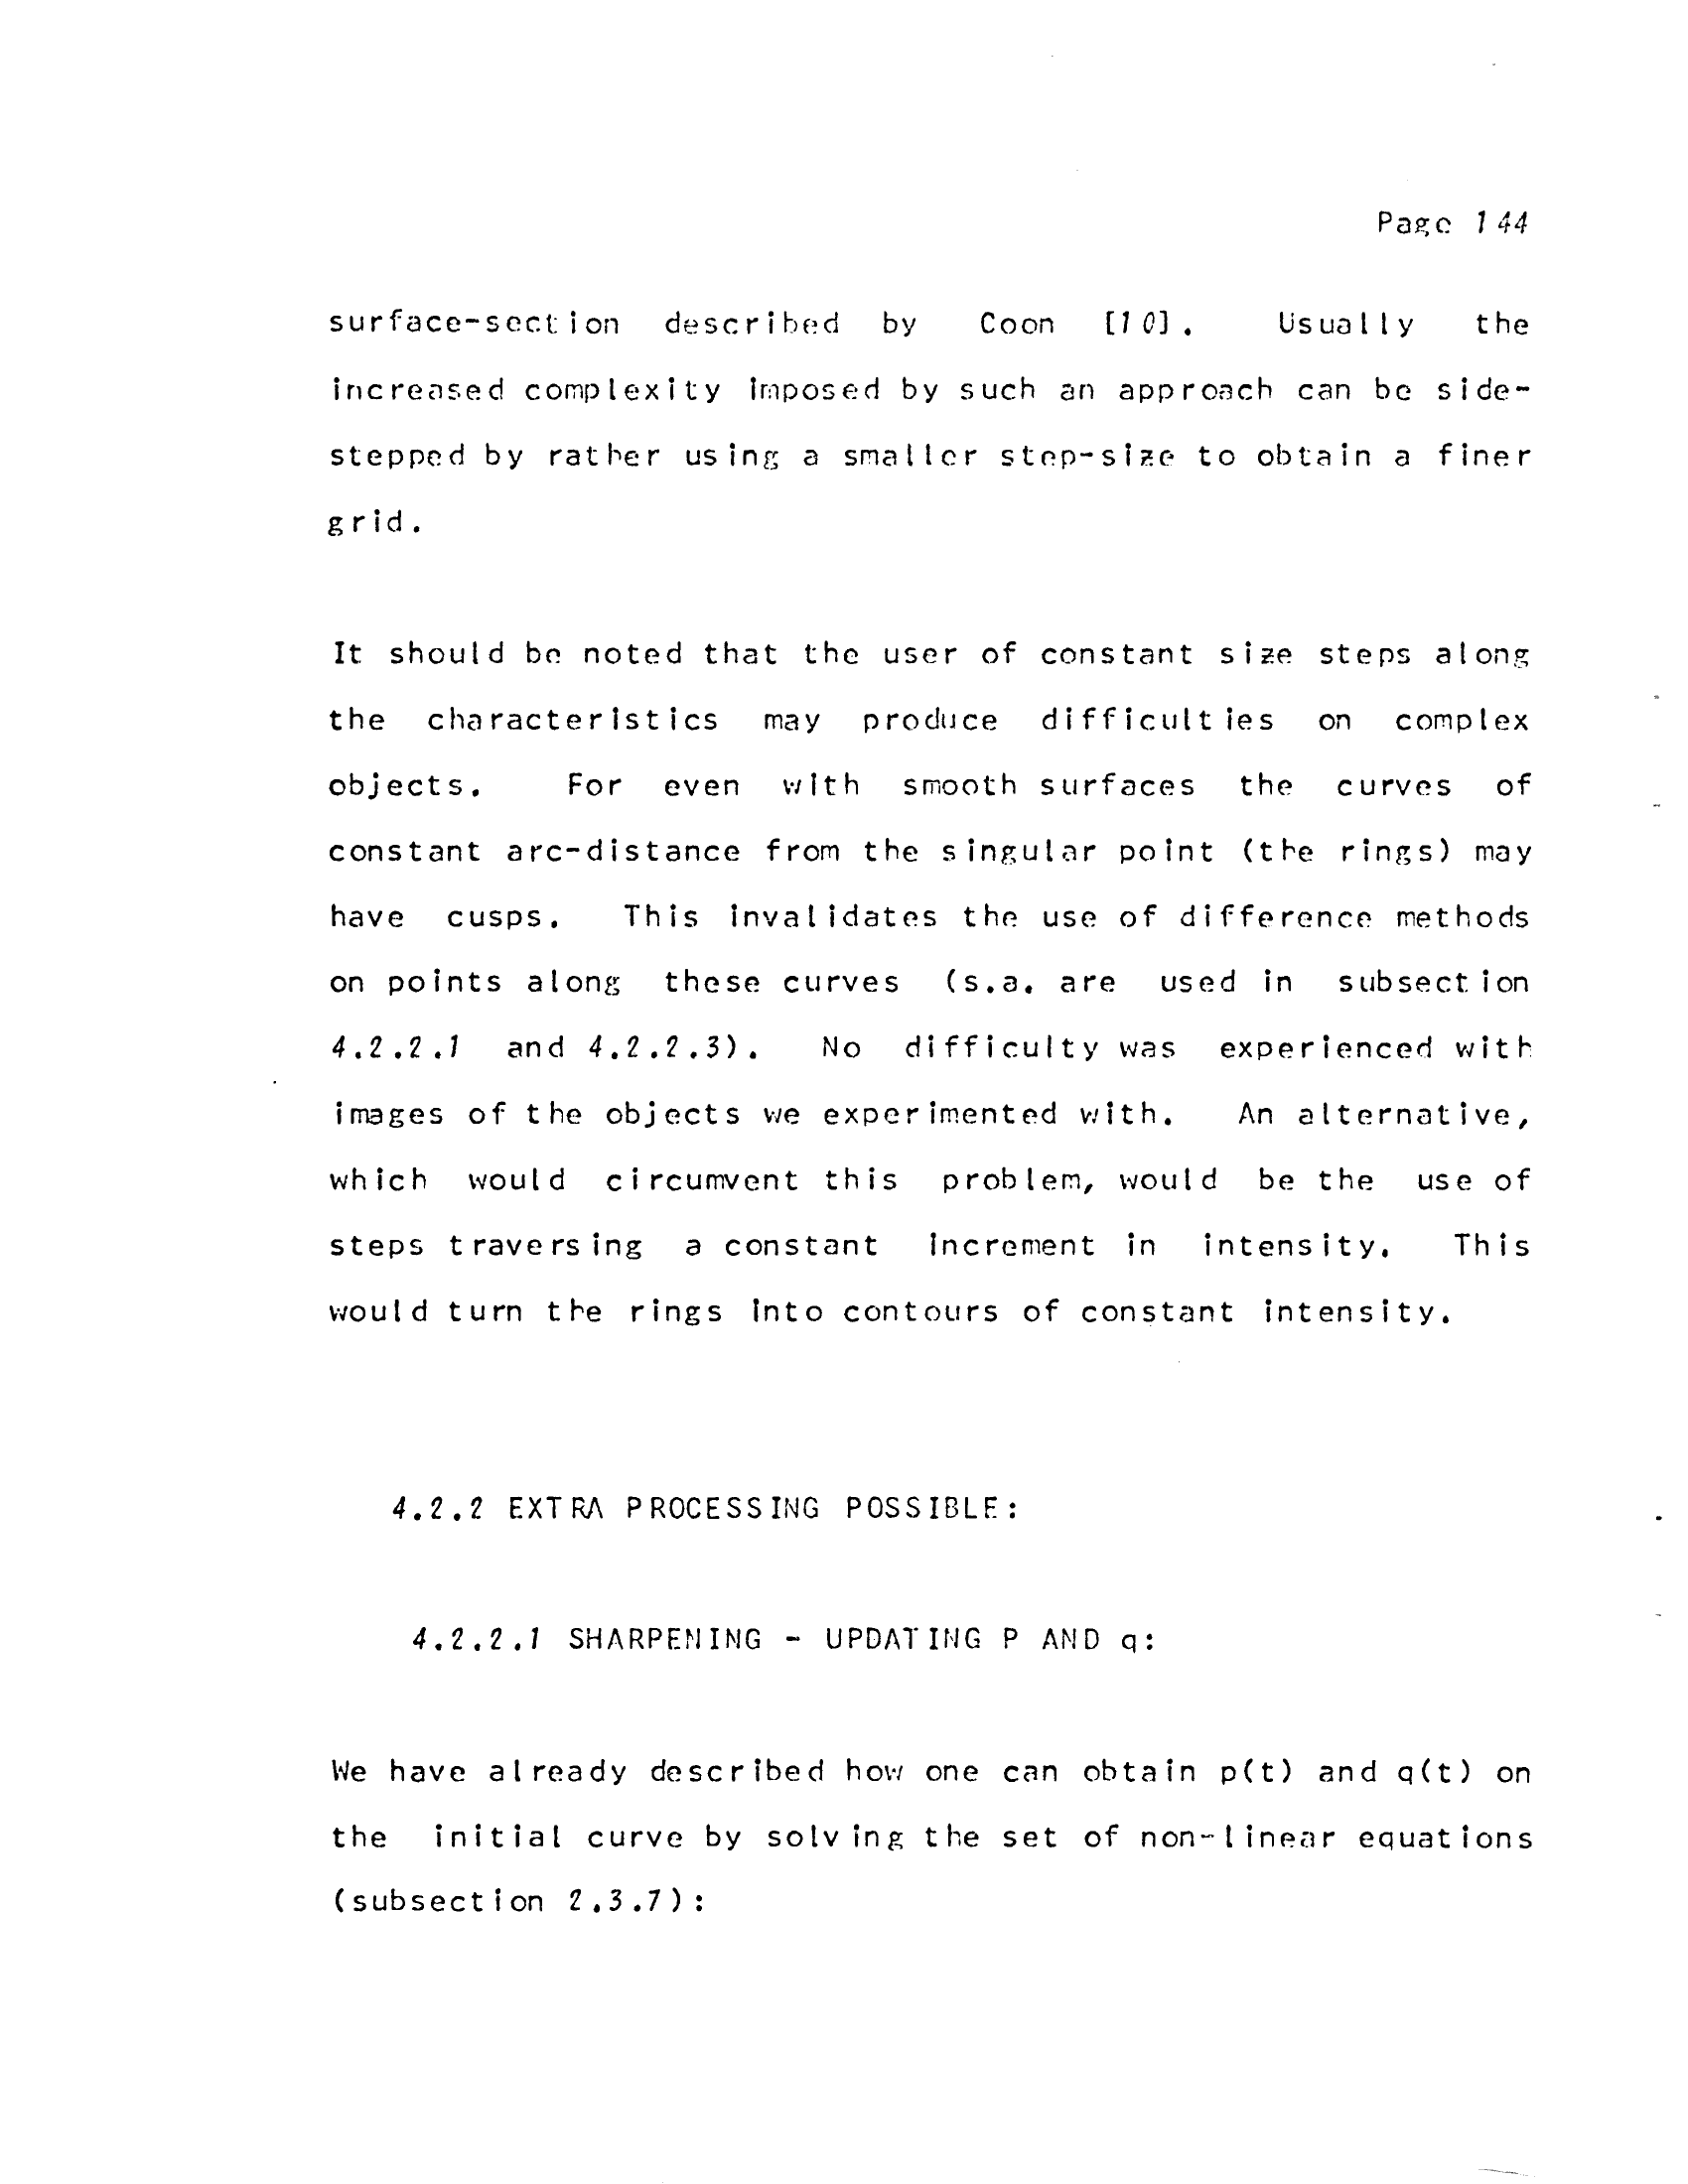 Page 144
surface-section described by Coon [10]. Usually the
increased complexity imposed by such an approach can be side-
stepped by rather using a smaller step-size to obtain a finer
grid.
It should be noted that the user of constant size steps along
the characteristics may produce difficulties on complex
objects. For even with smooth surfaces the curves of
constant arc-distance from the singular point (the rings) may
have cusps. This invalidates the use of difference methods
on points along these curves (s.a. are used in subsection
4.2.2.1 and 4.2.2.3). No difficulty was experienced with
images of the objects we experimented with. An alternative,
which would circumvent this problem, would be the use of
steps traversing a constant increment in intensity. This
would turn the rings into contours of constant intensity.
4.2.2 EXTRA PROCESSING POSSIBLE:
4.2.2.1 SHARPENING - UPDATING P AND q:
We have already described how one can obtain p(t) and q(t) on
the initial curve by solving the set of non-linear equations
(subsection 2.3.7):